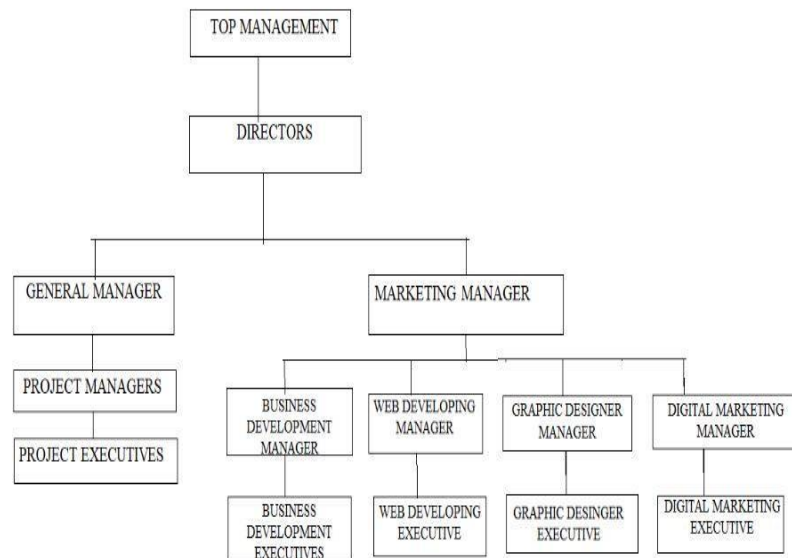 TOP MANAGEMENT
DIRECTORS
GENERAL MANAGER
MARKETING MANAGER
PROJECT MANAGERS
PROJECT EXECUTIVES
BUSINESS
DEVELOPMENT
MANAGER
WEB DEVELOPING
MANAGER
GRAPHIC DESIGNER
MANAGER
DIGITAL MARKETING
MANAGER
BUSINESS
DEVELOPMENT
EXECUTIVES
WEB DEVELOPING
EXECUTIVE
GRAPHIC DESINGER
EXECUTIVE
DIGITAL MARKETING
EXECUTIVE